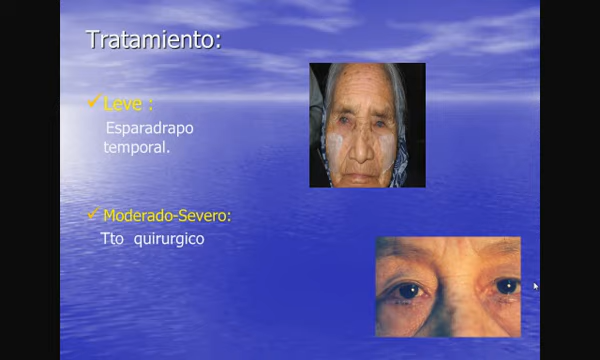 Tratamiento:
Leve :
Esparadrapo
temporal.
Moderado-Severo:
Tto quirurgico